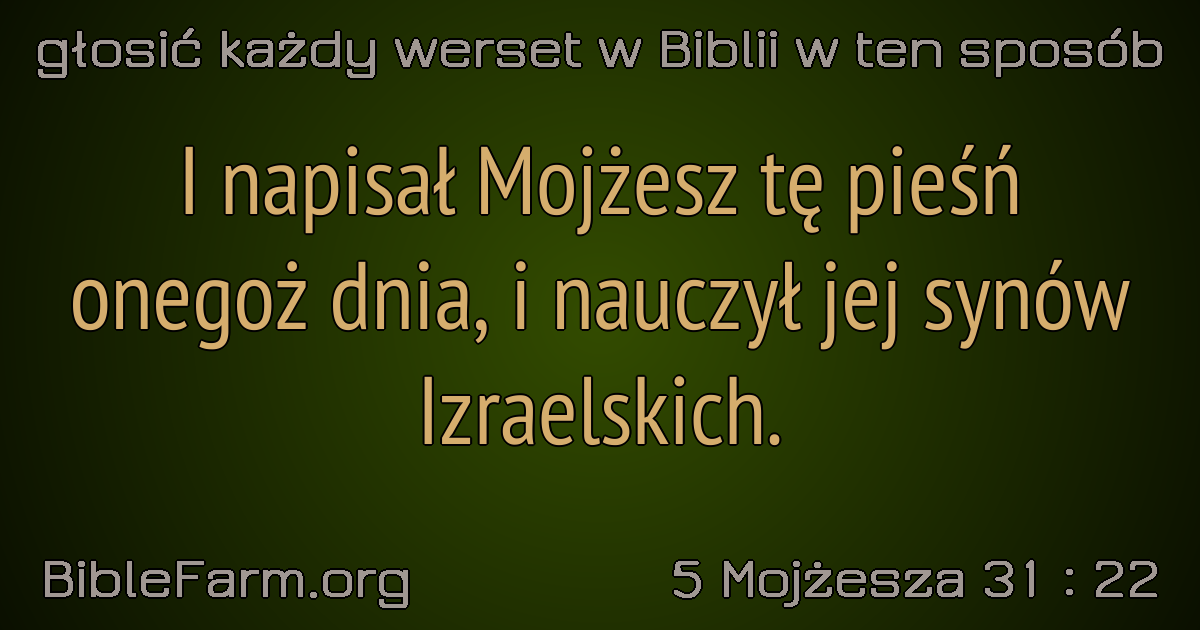 głosić każdy werset w Biblii w ten sposób
I napisał Mojżesz tę pieśń
onegoż dnia, i nauczył jej synów
Izraelskich.
BibleFarm.org
5 Mojżesza 31 : 22